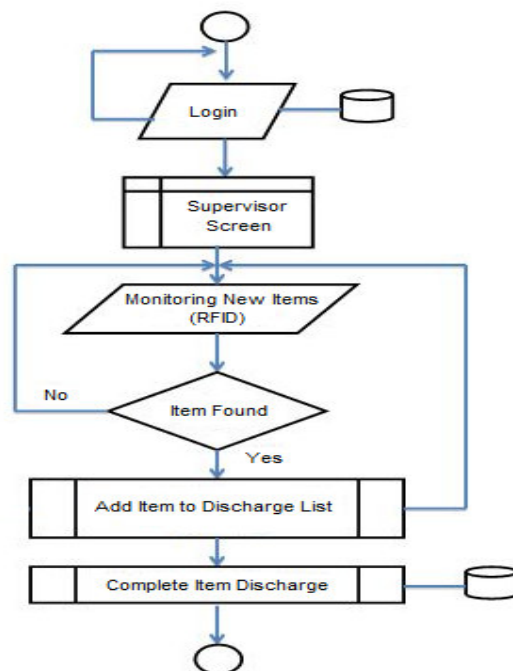 Login
Supervisor
Screen
Monitoring New Items
(RFID)
No
Item Found
Yes
Add Item to Discharge List
Complete Item Discharge